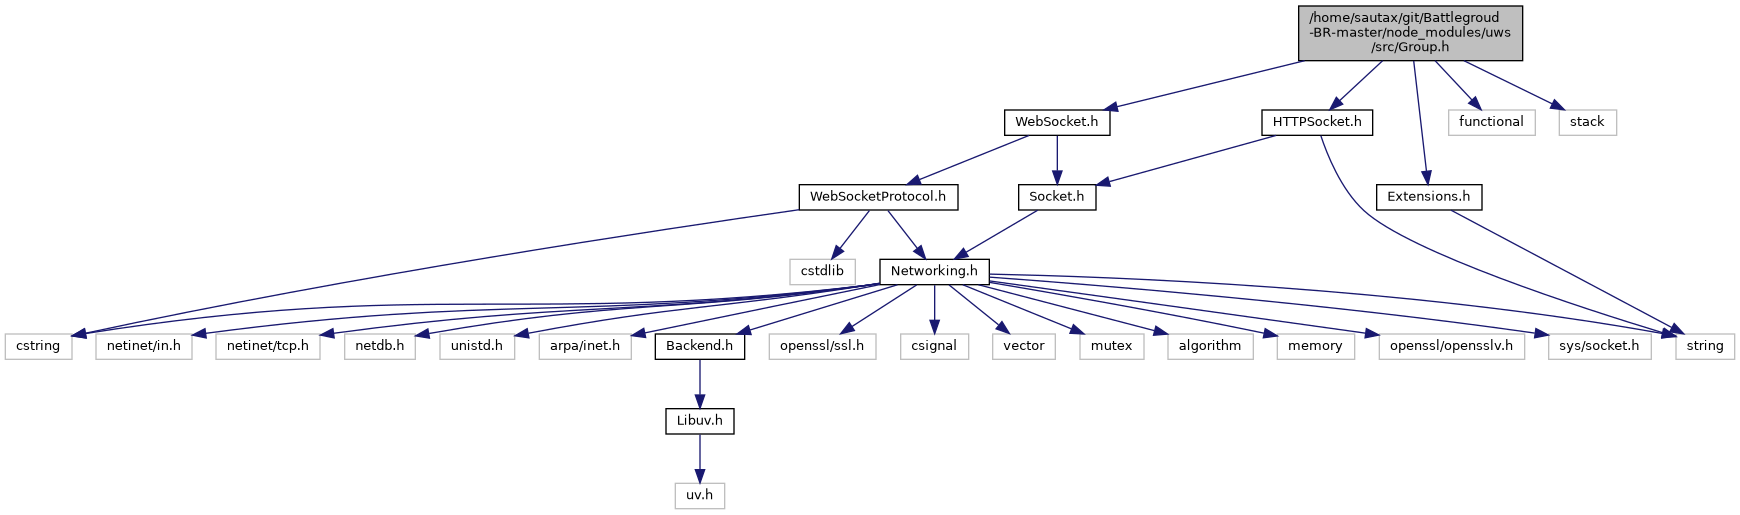 /home/sautax/git/Battlegroud
-BR-master/node_modules/uws
/src/Group.h
WebSocket.h
HTTPSocket.h
functional
stack
WebSocketProtocol.h
Socket.h
Extensions.h
cstdlib
Networking.h
cstring
netinet/in.h
netinet/tcp.h
netdb.h
unistd.h
arpa/inet.h
Backend.h
openssl/ssl.h
csignal
vector
mutex
algorithm
memory
openssl/opensslv.h
sys/socket.h
string
Libuv.h
uv.h